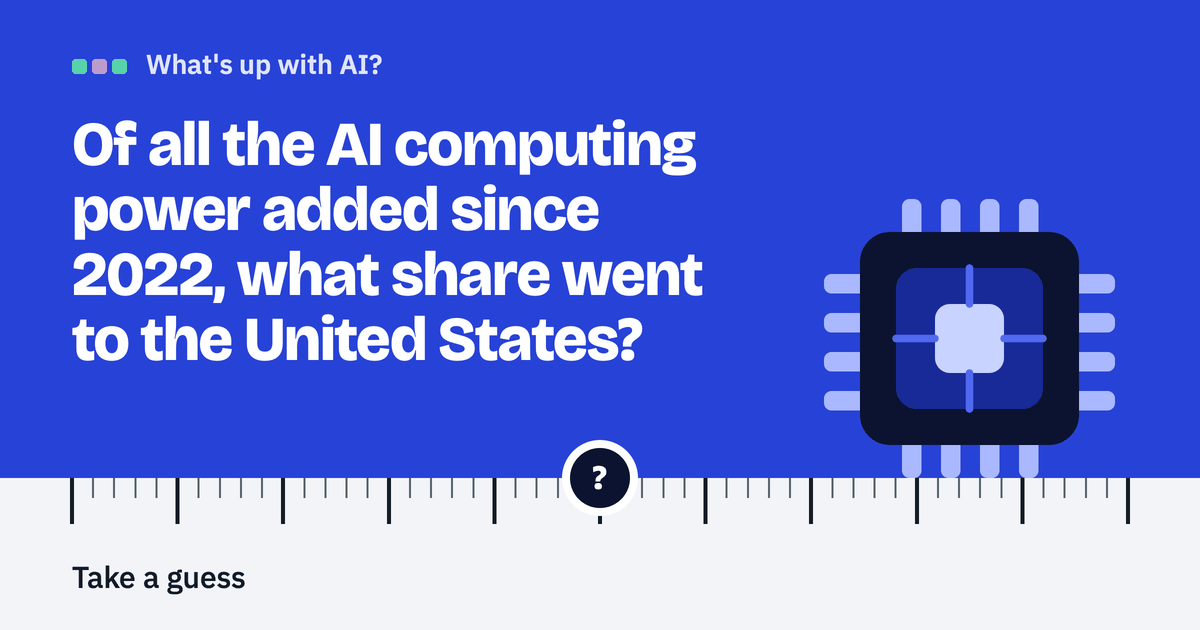 What's up with AI?
Of all the AI computing
power added since
2022, what share went
to the United States?
?
Take a guess